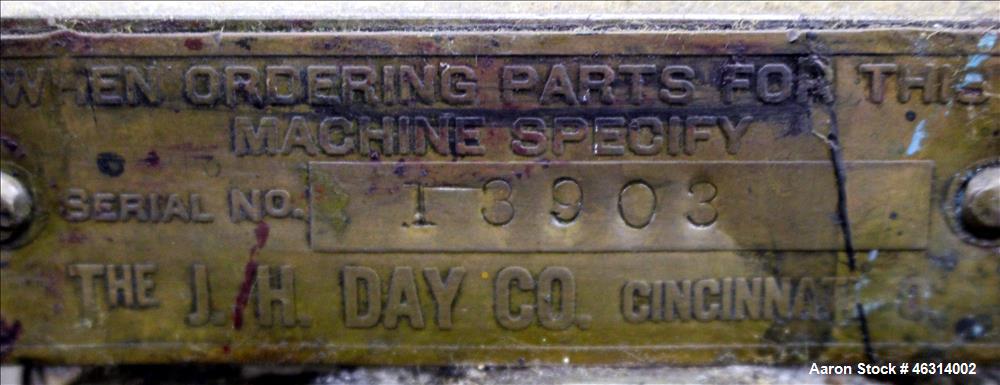 WHEN ORDERING PARTS FOR THIS
MACHINE SPECIFY
SERIAL NO. 13903
THE J. H. DAY CO. CINCINNATI O.
Aaron Stock # 46314002